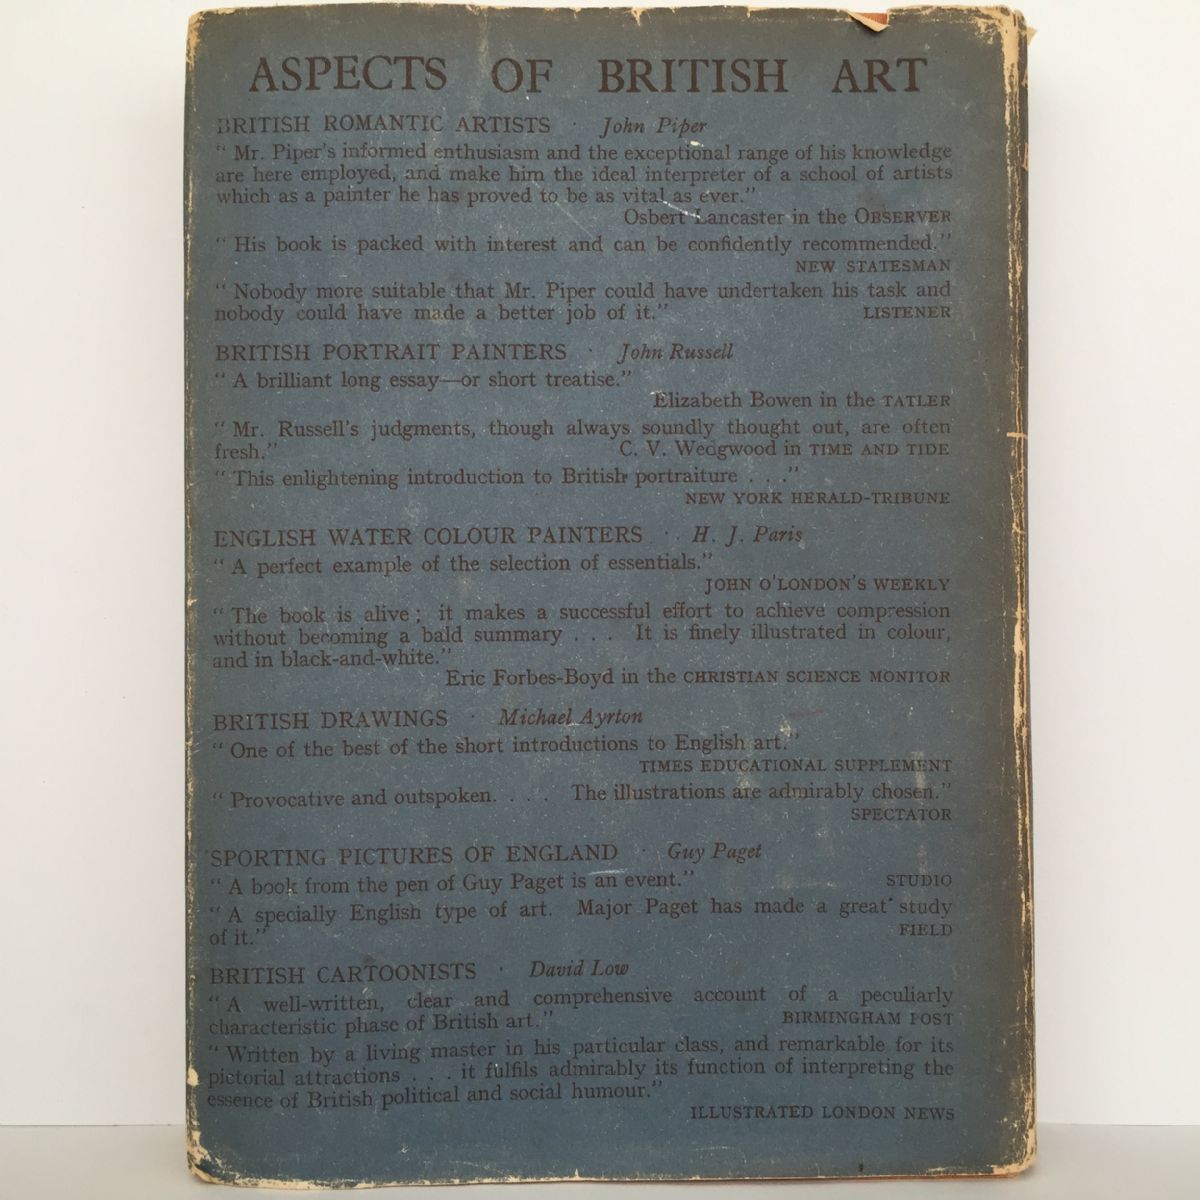 ASPECTS OF BRITISH ART
BRITISH ROMANTIC ARTISTS · John Piper
“ Mr. Piper's informed enthusiasm and the exceptional range of his knowledge
are here employed, and make him the ideal interpreter of a school of artists
which as a painter he has proved to be as vital as ever.”
Osbert Lancaster in the OBSERVER
“ His book is packed with interest and can be confidently recommended.”
NEW STATESMAN
“ Nobody more suitable that Mr. Piper could have undertaken his task and
nobody could have made a better job of it.” LISTENER
BRITISH PORTRAIT PAINTERS · John Russell
“ A brilliant long essay—or short treatise.”
Elizabeth Bowen in the TATLER
“ Mr. Russell's judgments, though always soundly thought out, are often
fresh.” C. V. Wedgwood in TIME AND TIDE
“ This enlightening introduction to British portraiture . . .”
NEW YORK HERALD-TRIBUNE
ENGLISH WATER COLOUR PAINTERS · H. J. Paris
“ A perfect example of the selection of essentials.”
JOHN O'LONDON'S WEEKLY
“ The book is alive ; it makes a successful effort to achieve compression
without becoming a bald summary . . . It is finely illustrated in colour,
and in black-and-white.”
Eric Forbes-Boyd in the CHRISTIAN SCIENCE MONITOR
BRITISH DRAWINGS · Michael Ayrton
“ One of the best of the short introductions to English art.”
TIMES EDUCATIONAL SUPPLEMENT
“ Provocative and outspoken. . . . The illustrations are admirably chosen.”
SPECTATOR
SPORTING PICTURES OF ENGLAND · Guy Paget
“ A book from the pen of Guy Paget is an event.” STUDIO
“ A specially English type of art. Major Paget has made a great study
of it.” FIELD
BRITISH CARTOONISTS · David Low
“ A well-written, clear and comprehensive account of a peculiarly
characteristic phase of British art.” BIRMINGHAM POST
“ Written by a living master in his particular class, and remarkable for its
pictorial attractions . . . it fulfils admirably its function of interpreting the
essence of British political and social humour.”
ILLUSTRATED LONDON NEWS